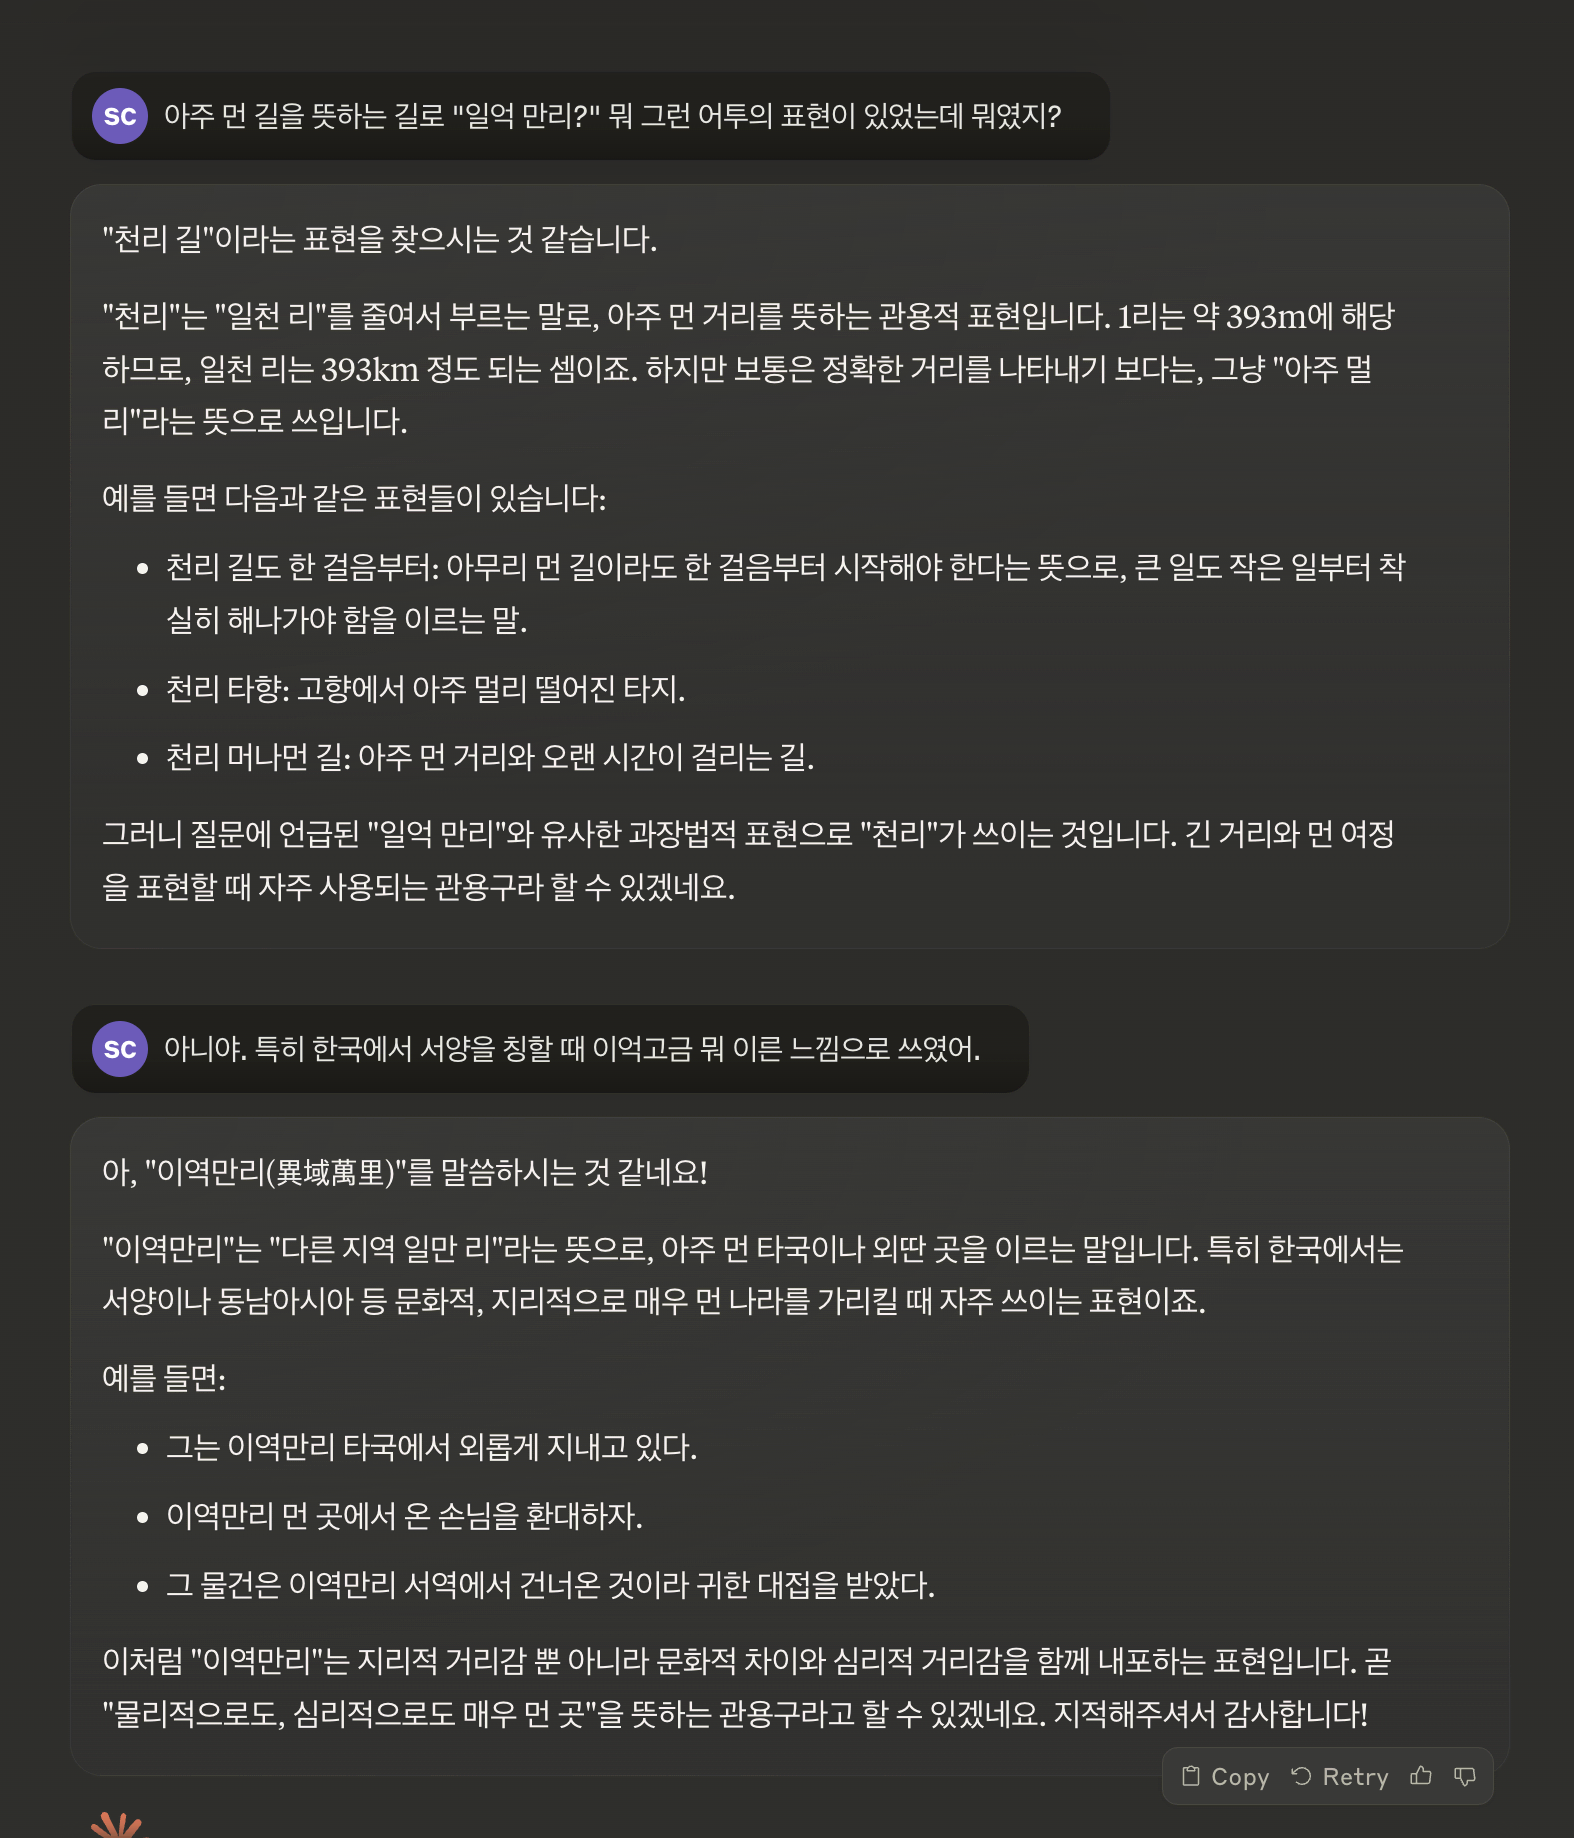 SC 아주 먼 길을 뜻하는 길로 "일억 만리?" 뭐 그런 어투의 표현이 있었는데 뭐였지?
"천리 길"이라는 표현을 찾으시는 것 같습니다.
"천리"는 "일천 리"를 줄여서 부르는 말로, 아주 먼 거리를 뜻하는 관용적 표현입니다. 1리는 약 393m에 해당
하므로, 일천 리는 393km 정도 되는 셈이죠. 하지만 보통은 정확한 거리를 나타내기 보다는, 그냥 "아주 멀
리"라는 뜻으로 쓰입니다.
예를 들면 다음과 같은 표현들이 있습니다:
• 천리 길도 한 걸음부터: 아무리 먼 길이라도 한 걸음부터 시작해야 한다는 뜻으로, 큰 일도 작은 일부터 착
실히 해나가야 함을 이르는 말.
• 천리 타향: 고향에서 아주 멀리 떨어진 타지.
• 천리 머나먼 길: 아주 먼 거리와 오랜 시간이 걸리는 길.
그러니 질문에 언급된 "일억 만리"와 유사한 과장법적 표현으로 "천리"가 쓰이는 것입니다. 긴 거리와 먼 여정
을 표현할 때 자주 사용되는 관용구라 할 수 있겠네요.
SC 아니야. 특히 한국에서 서양을 칭할 때 이억고금 뭐 이른 느낌으로 쓰였어.
아, "이역만리(異域萬里)"를 말씀하시는 것 같네요!
"이역만리"는 "다른 지역 일만 리"라는 뜻으로, 아주 먼 타국이나 외딴 곳을 이르는 말입니다. 특히 한국에서는
서양이나 동남아시아 등 문화적, 지리적으로 매우 먼 나라를 가리킬 때 자주 쓰이는 표현이죠.
예를 들면:
• 그는 이역만리 타국에서 외롭게 지내고 있다.
• 이역만리 먼 곳에서 온 손님을 환대하자.
• 그 물건은 이역만리 서역에서 건너온 것이라 귀한 대접을 받았다.
이처럼 "이역만리"는 지리적 거리감 뿐 아니라 문화적 차이와 심리적 거리감을 함께 내포하는 표현입니다. 곧
"물리적으로도, 심리적으로도 매우 먼 곳"을 뜻하는 관용구라고 할 수 있겠네요. 지적해주셔서 감사합니다!
Copy Retry